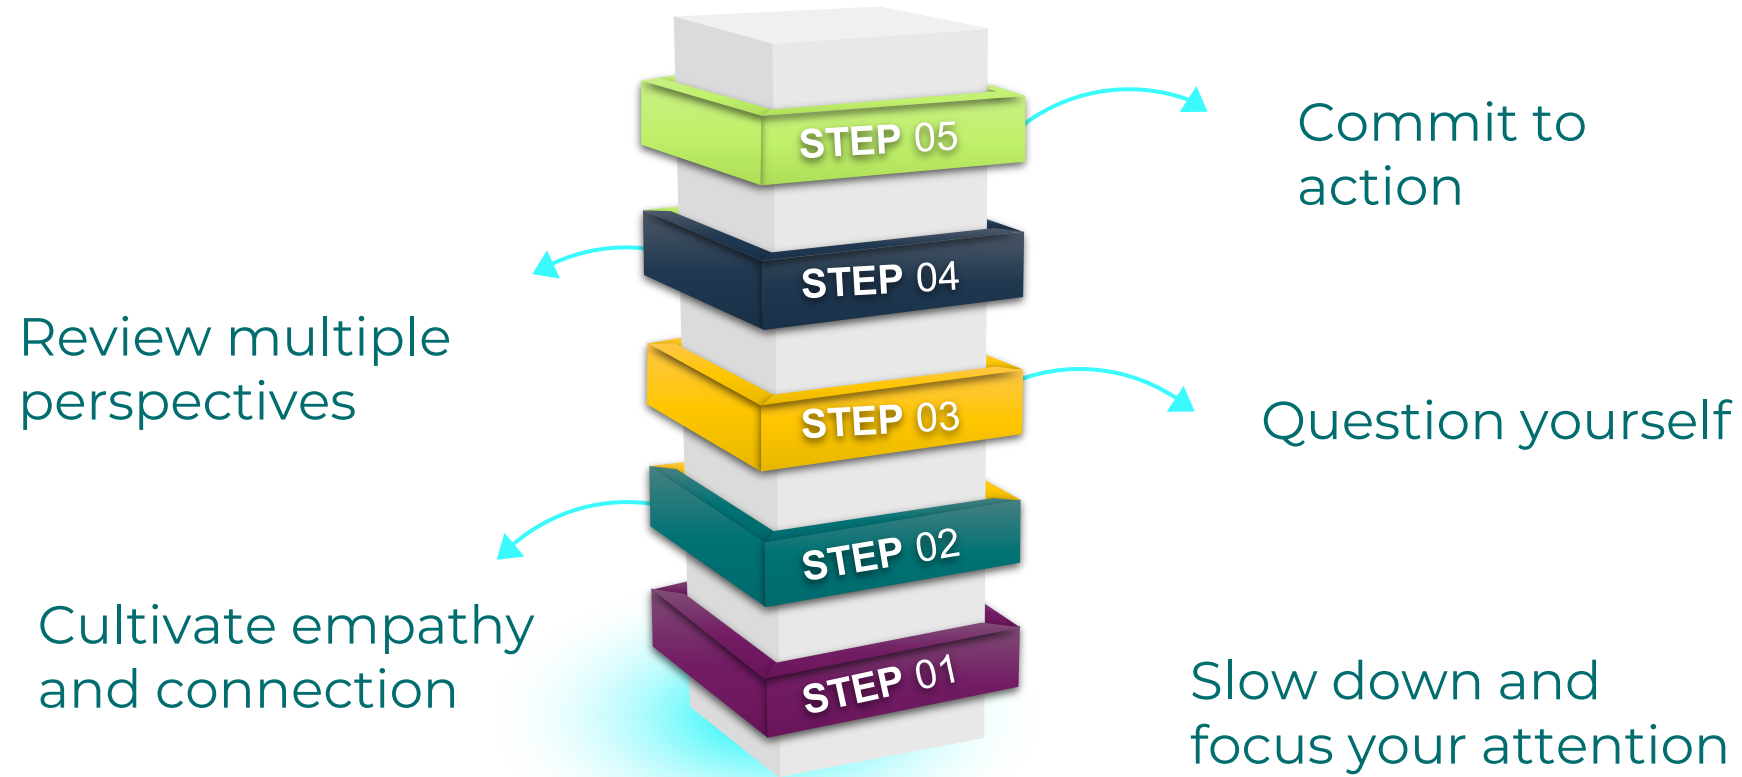 STEP 05
Commit to
action
STEP 04
Review multiple
perspectives
STEP 03
Question yourself
STEP 02
Cultivate empathy
and connection
STEP 01
Slow down and
focus your attention